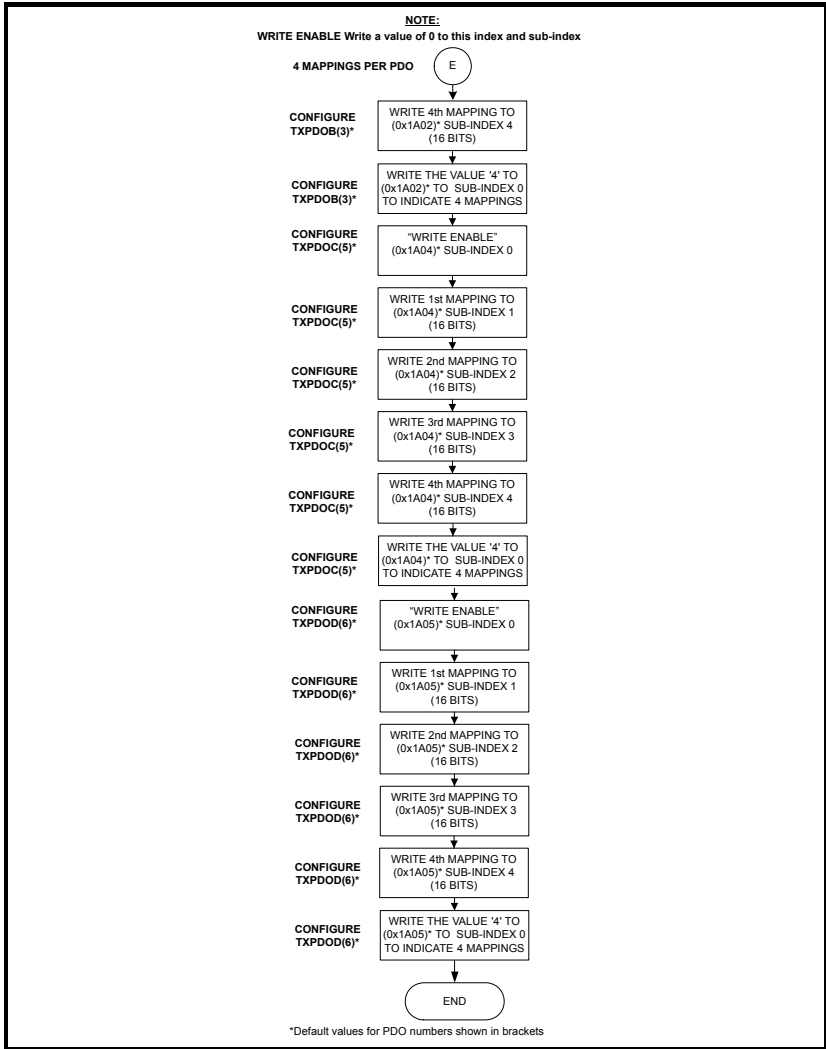 NOTE:
WRITE ENABLE Write a value of 0 to this index and sub-index
4 MAPPINGS PER PDO
E
CONFIGURE
TXPDOB(3)*
WRITE 4th MAPPING TO
(0x1A02)* SUB-INDEX 4
(16 BITS)
CONFIGURE
TXPDOB(3)*
WRITE THE VALUE '4' TO
(0x1A02)* TO SUB-INDEX 0
TO INDICATE 4 MAPPINGS
CONFIGURE
TXPDOC(5)*
“WRITE ENABLE”
(0x1A04)* SUB-INDEX 0
CONFIGURE
TXPDOC(5)*
WRITE 1st MAPPING TO
(0x1A04)* SUB-INDEX 1
(16 BITS)
CONFIGURE
TXPDOC(5)*
WRITE 2nd MAPPING TO
(0x1A04)* SUB-INDEX 2
(16 BITS)
CONFIGURE
TXPDOC(5)*
WRITE 3rd MAPPING TO
(0x1A04)* SUB-INDEX 3
(16 BITS)
CONFIGURE
TXPDOC(5)*
WRITE 4th MAPPING TO
(0x1A04)* SUB-INDEX 4
(16 BITS)
CONFIGURE
TXPDOC(5)*
WRITE THE VALUE '4' TO
(0x1A04)* TO SUB-INDEX 0
TO INDICATE 4 MAPPINGS
CONFIGURE
TXPDOD(6)*
“WRITE ENABLE”
(0x1A05)* SUB-INDEX 0
CONFIGURE
TXPDOD(6)*
WRITE 1st MAPPING TO
(0x1A05)* SUB-INDEX 1
(16 BITS)
CONFIGURE
TXPDOD(6)*
WRITE 2nd MAPPING TO
(0x1A05)* SUB-INDEX 2
(16 BITS)
CONFIGURE
TXPDOD(6)*
WRITE 3rd MAPPING TO
(0x1A05)* SUB-INDEX 3
(16 BITS)
CONFIGURE
TXPDOD(6)*
WRITE 4th MAPPING TO
(0x1A05)* SUB-INDEX 4
(16 BITS)
CONFIGURE
TXPDOD(6)*
WRITE THE VALUE '4' TO
(0x1A05)* TO SUB-INDEX 0
TO INDICATE 4 MAPPINGS
END
*Default values for PDO numbers shown in brackets